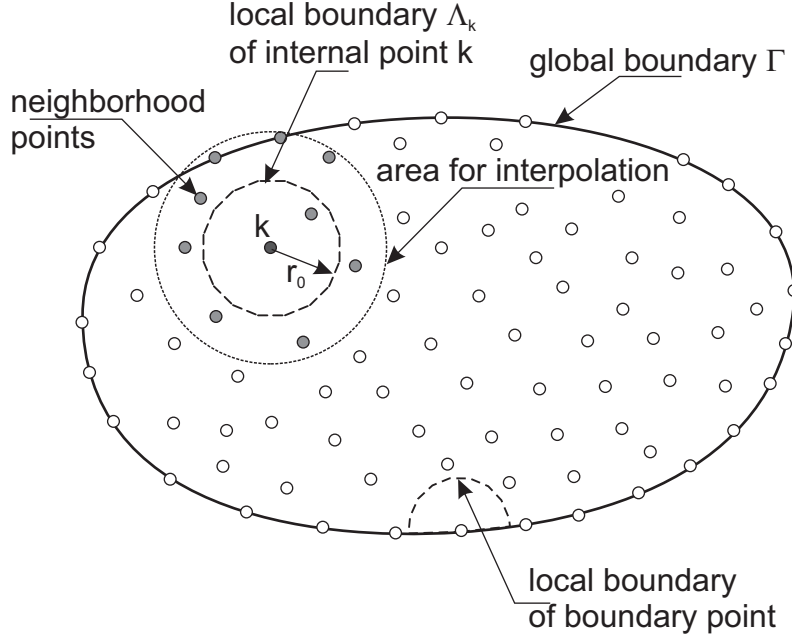 local boundary Λₖ
of internal point k
global boundary Γ
neighborhood
points
area for interpolation
k
r₀
local boundary
of boundary point